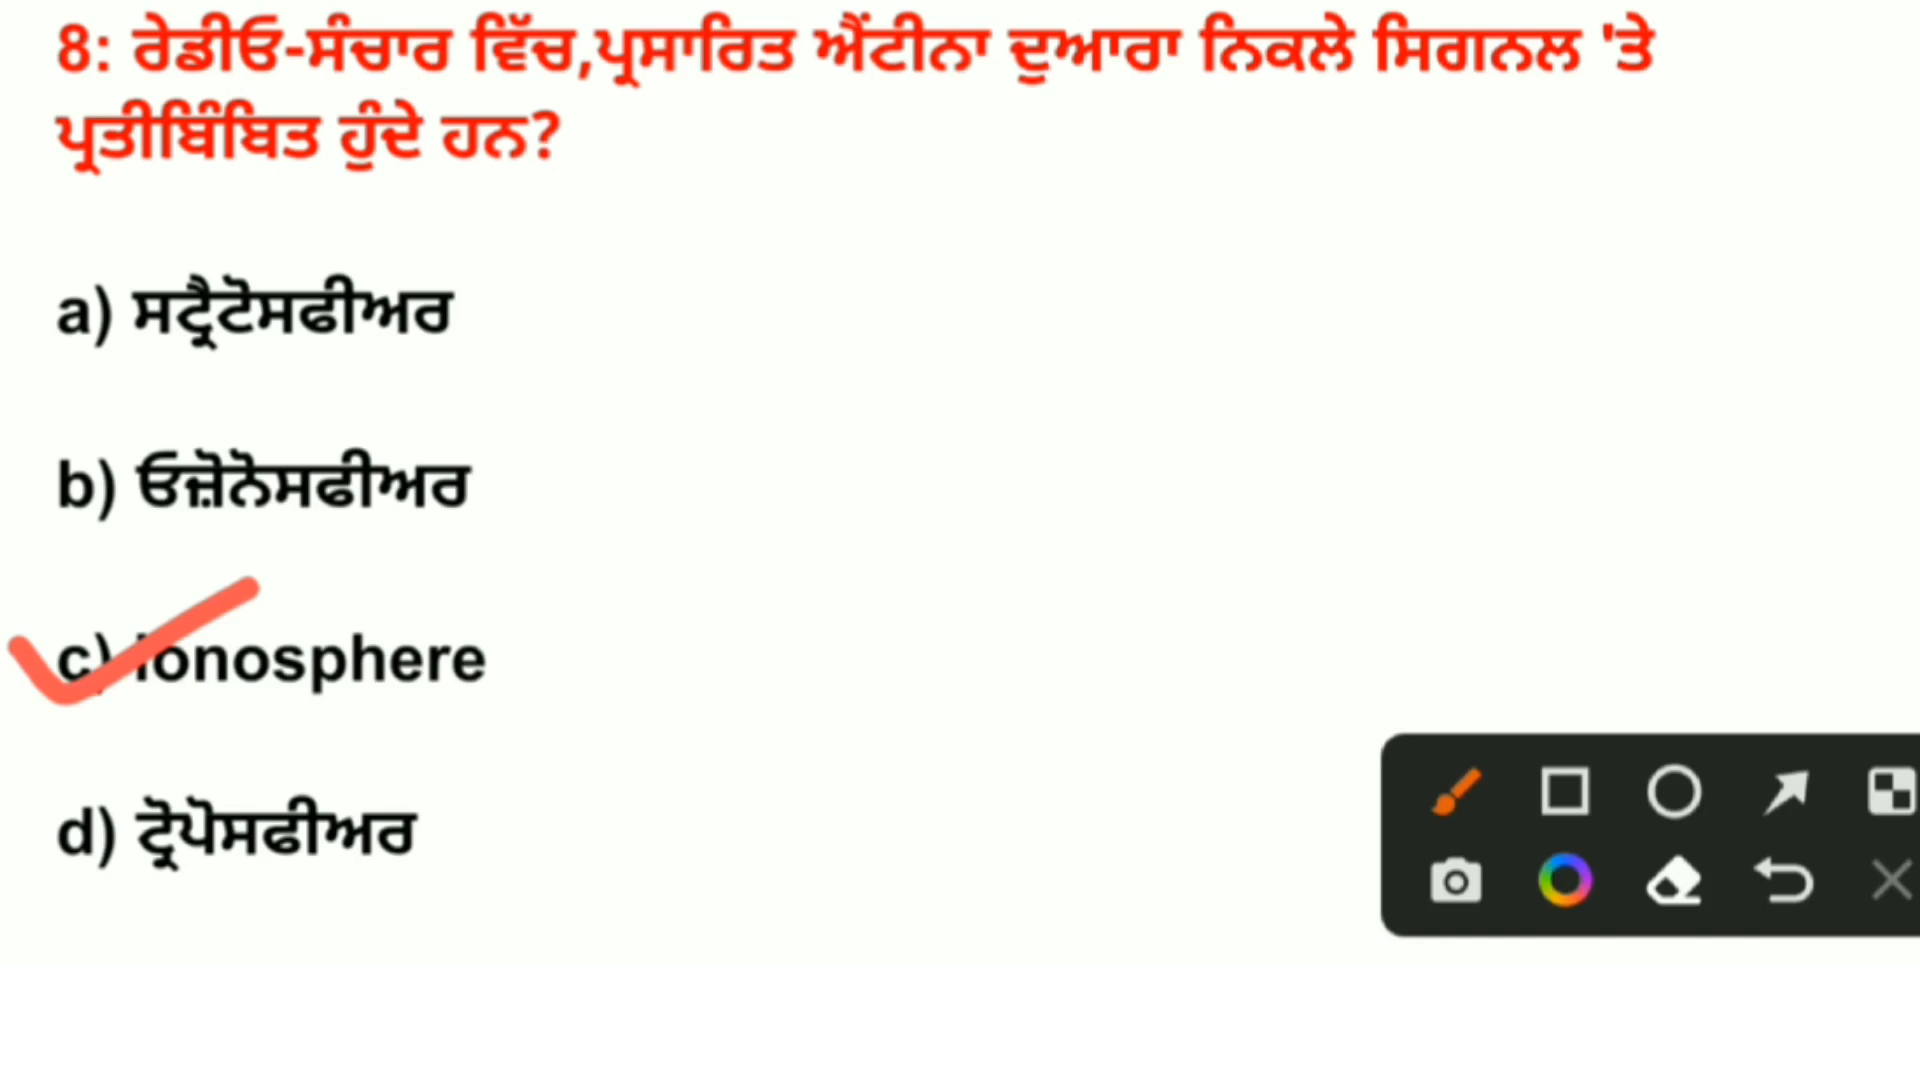 8: ਰੇਡੀਓ-ਸੰਚਾਰ ਵਿੱਚ,ਪ੍ਰਸਾਰਿਤ ਐਂਟੀਨਾ ਦੁਆਰਾ ਨਿਕਲੇ ਸਿਗਨਲ 'ਤੇ
ਪ੍ਰਤੀਬਿੰਬਿਤ ਹੁੰਦੇ ਹਨ?
a) ਸਟ੍ਰੈਟੋਸਫੀਅਰ
b) ਓਜ਼ੋਨੋਸਫੀਅਰ
c) Ionosphere
d) ਟ੍ਰੋਪੋਸਫੀਅਰ